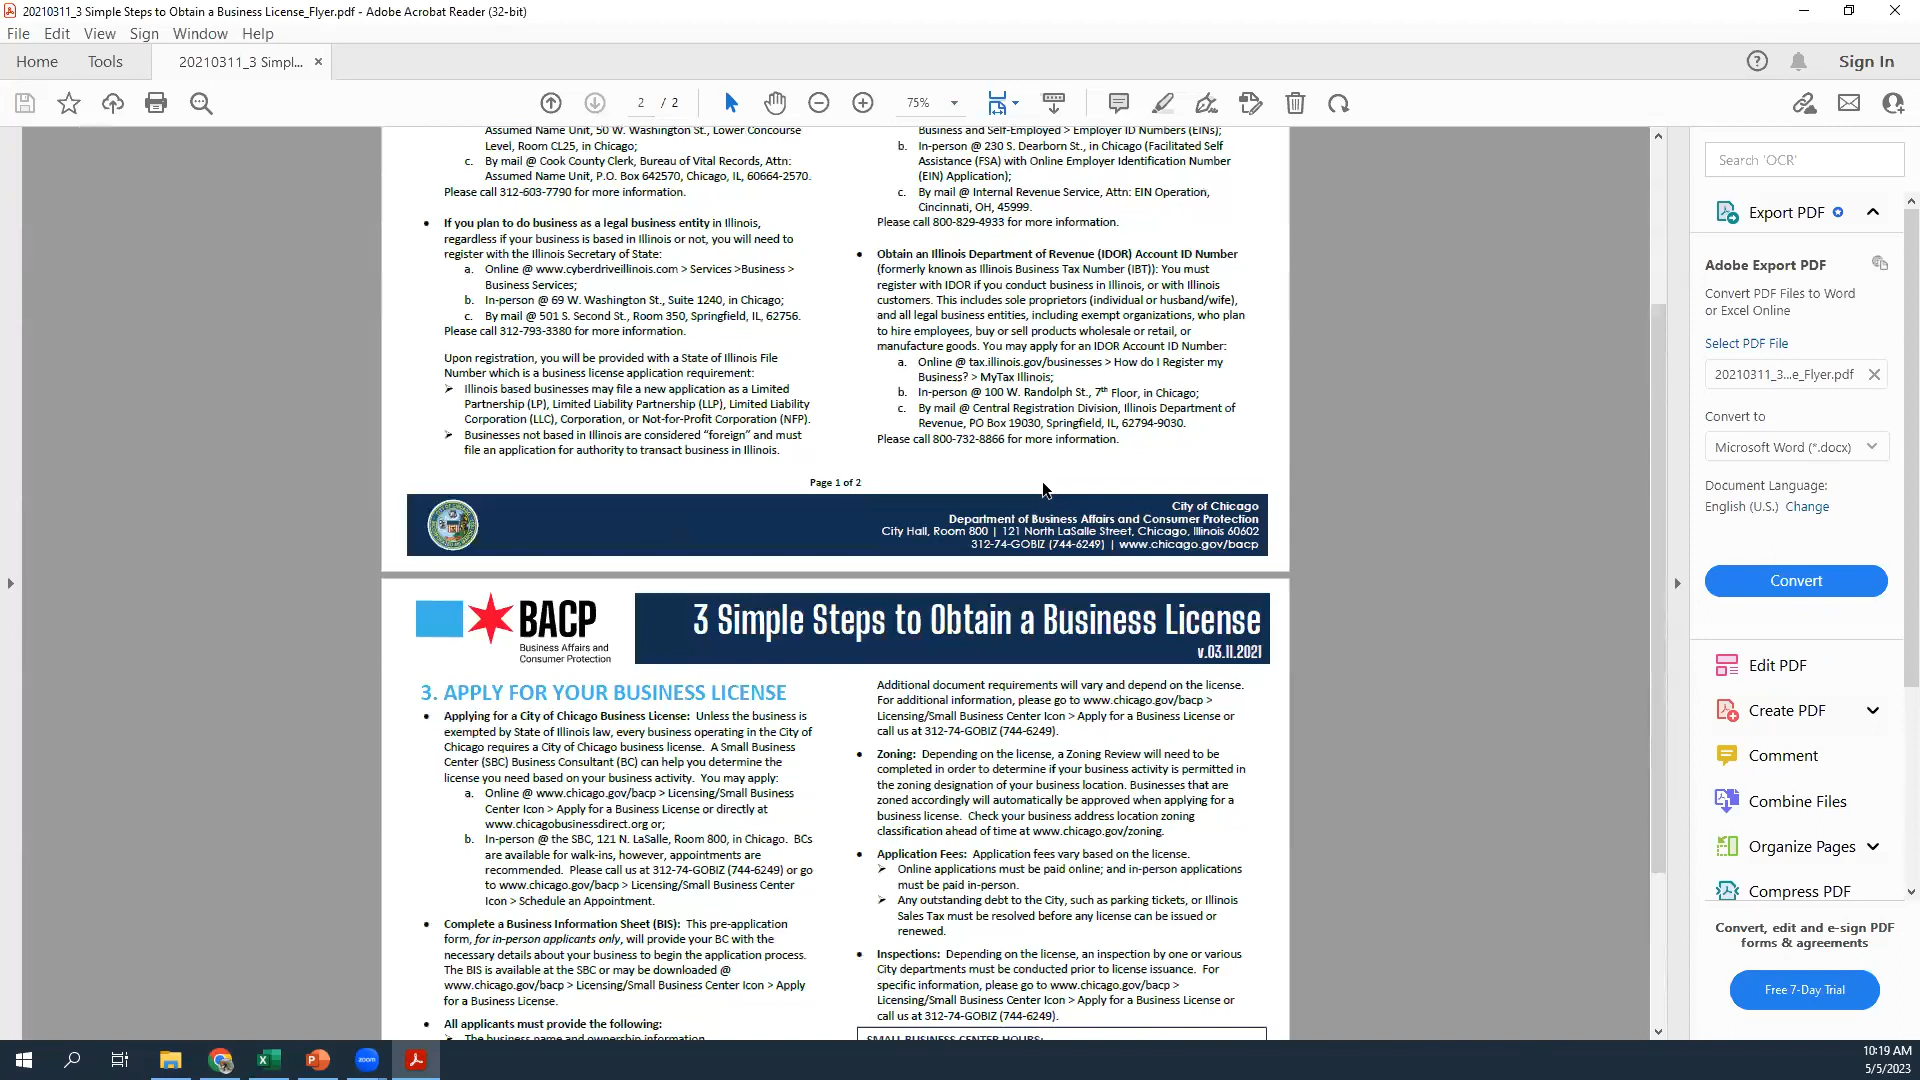 20210311_3 Simple Steps to Obtain a Business License_Flyer.pdf - Adobe Acrobat Reader (32-bit)
File Edit View Sign Window Help
Home Tools 20210311_3 Simpl... × Sign In
2 / 2 75%
Assumed Name Unit, 50 W. Washington St., Lower Concourse
Level, Room CL25, in Chicago;
c. By mail @ Cook County Clerk, Bureau of Vital Records, Attn:
Assumed Name Unit, P.O. Box 642570, Chicago, IL, 60664-2570.
Please call 312-603-7790 for more information.
• If you plan to do business as a legal business entity in Illinois,
regardless if your business is based in Illinois or not, you will need to
register with the Illinois Secretary of State:
a. Online @ www.cyberdriveillinois.com > Services >Business >
Business Services;
b. In-person @ 69 W. Washington St., Suite 1240, in Chicago;
c. By mail @ 501 S. Second St., Room 350, Springfield, IL, 62756.
Please call 312-793-3380 for more information.
Upon registration, you will be provided with a State of Illinois File
Number which is a business license application requirement:
➢ Illinois based businesses may file a new application as a Limited
Partnership (LP), Limited Liability Partnership (LLP), Limited Liability
Corporation (LLC), Corporation, or Not-for-Profit Corporation (NFP).
➢ Businesses not based in Illinois are considered “foreign” and must
file an application for authority to transact business in Illinois.
Business and Self-Employed > Employer ID Numbers (EINs);
b. In-person @ 230 S. Dearborn St., in Chicago (Facilitated Self
Assistance (FSA) with Online Employer Identification Number
(EIN) Application);
c. By mail @ Internal Revenue Service, Attn: EIN Operation,
Cincinnati, OH, 45999.
Please call 800-829-4933 for more information.
• Obtain an Illinois Department of Revenue (IDOR) Account ID Number
(formerly known as Illinois Business Tax Number (IBT)): You must
register with IDOR if you conduct business in Illinois, or with Illinois
customers. This includes sole proprietors (individual or husband/wife),
and all legal business entities, including exempt organizations, who plan
to hire employees, buy or sell products wholesale or retail, or
manufacture goods. You may apply for an IDOR Account ID Number:
a. Online @ tax.illinois.gov/businesses > How do I Register my
Business? > MyTax Illinois;
b. In-person @ 100 W. Randolph St., 7th Floor, in Chicago;
c. By mail @ Central Registration Division, Illinois Department of
Revenue, PO Box 19030, Springfield, IL, 62794-9030.
Please call 800-732-8866 for more information.
Page 1 of 2
City of Chicago
Department of Business Affairs and Consumer Protection
City Hall, Room 800 | 121 North LaSalle Street, Chicago, Illinois 60602
312-74-GOBIZ (744-6249) | www.chicago.gov/bacp
BACP
Business Affairs and
Consumer Protection
3 Simple Steps to Obtain a Business License
v.03.11.2021
3. APPLY FOR YOUR BUSINESS LICENSE
• Applying for a City of Chicago Business License: Unless the business is
exempted by State of Illinois law, every business operating in the City of
Chicago requires a City of Chicago business license. A Small Business
Center (SBC) Business Consultant (BC) can help you determine the
license you need based on your business activity. You may apply:
a. Online @ www.chicago.gov/bacp > Licensing/Small Business
Center Icon > Apply for a Business License or directly at
www.chicagobusinessdirect.org or;
b. In-person @ the SBC, 121 N. LaSalle, Room 800, in Chicago. BCs
are available for walk-ins, however, appointments are
recommended. Please call us at 312-74-GOBIZ (744-6249) or go
to www.chicago.gov/bacp > Licensing/Small Business Center
Icon > Schedule an Appointment.
• Complete a Business Information Sheet (BIS): This pre-application
form, for in-person applicants only, will provide your BC with the
necessary details about your business to begin the application process.
The BIS is available at the SBC or may be downloaded @
www.chicago.gov/bacp > Licensing/Small Business Center Icon > Apply
for a Business License.
• All applicants must provide the following:
➢ The business name and ownership information
Additional document requirements will vary and depend on the license.
For additional information, please go to www.chicago.gov/bacp >
Licensing/Small Business Center Icon > Apply for a Business License or
call us at 312-74-GOBIZ (744-6249).
• Zoning: Depending on the license, a Zoning Review will need to be
completed in order to determine if your business activity is permitted in
the zoning designation of your business location. Businesses that are
zoned accordingly will automatically be approved when applying for a
business license. Check your business address location zoning
classification ahead of time at www.chicago.gov/zoning.
• Application Fees: Application fees vary based on the license.
➢ Online applications must be paid online; and in-person applications
must be paid in-person.
➢ Any outstanding debt to the City, such as parking tickets, or Illinois
Sales Tax must be resolved before any license can be issued or
renewed.
• Inspections: Depending on the license, an inspection by one or various
City departments must be conducted prior to license issuance. For
specific information, please go to www.chicago.gov/bacp >
Licensing/Small Business Center Icon > Apply for a Business License or
call us at 312-74-GOBIZ (744-6249).
SMALL BUSINESS CENTER HOURS:
Search 'OCR'
Export PDF
Adobe Export PDF
Convert PDF Files to Word
or Excel Online
Select PDF File
20210311_3...e_Flyer.pdf
Convert to
Microsoft Word (*.docx)
Document Language:
English (U.S.) Change
Convert
Edit PDF
Create PDF
Comment
Combine Files
Organize Pages
Compress PDF
Convert, edit and e-sign PDF
forms & agreements
Free 7-Day Trial
zoom
10:19 AM
5/5/2023